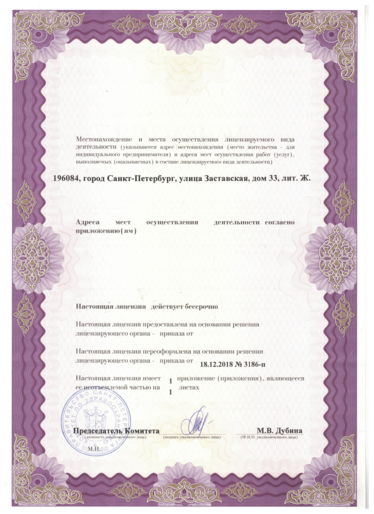 Местонахождение и места осуществления лицензируемого вида
деятельности (указываются адрес местонахождения (место жительства - для
индивидуального предпринимателя) и адреса мест осуществления работ (услуг),
выполняемых (оказываемых) в составе лицензируемого вида деятельности)
196084, город Санкт-Петербург, улица Заставская, дом 33, лит. Ж.
Адреса мест осуществления деятельности согласно
приложению(ям)
Настоящая лицензия действует бессрочно
Настоящая лицензия предоставлена на основании решения
лицензирующего органа - приказа от
Настоящая лицензия переоформлена на основании решения
лицензирующего органа - приказа от 18.12.2018 № 3186-п
Настоящая лицензия имеет 1 приложение (приложения), являющееся
ее неотъемлемой частью на 1 листах
Председатель Комитета М.В. Дубина
(должность уполномоченного лица) (подпись уполномоченного лица) (Ф.И.О. уполномоченного лица)
М.П.